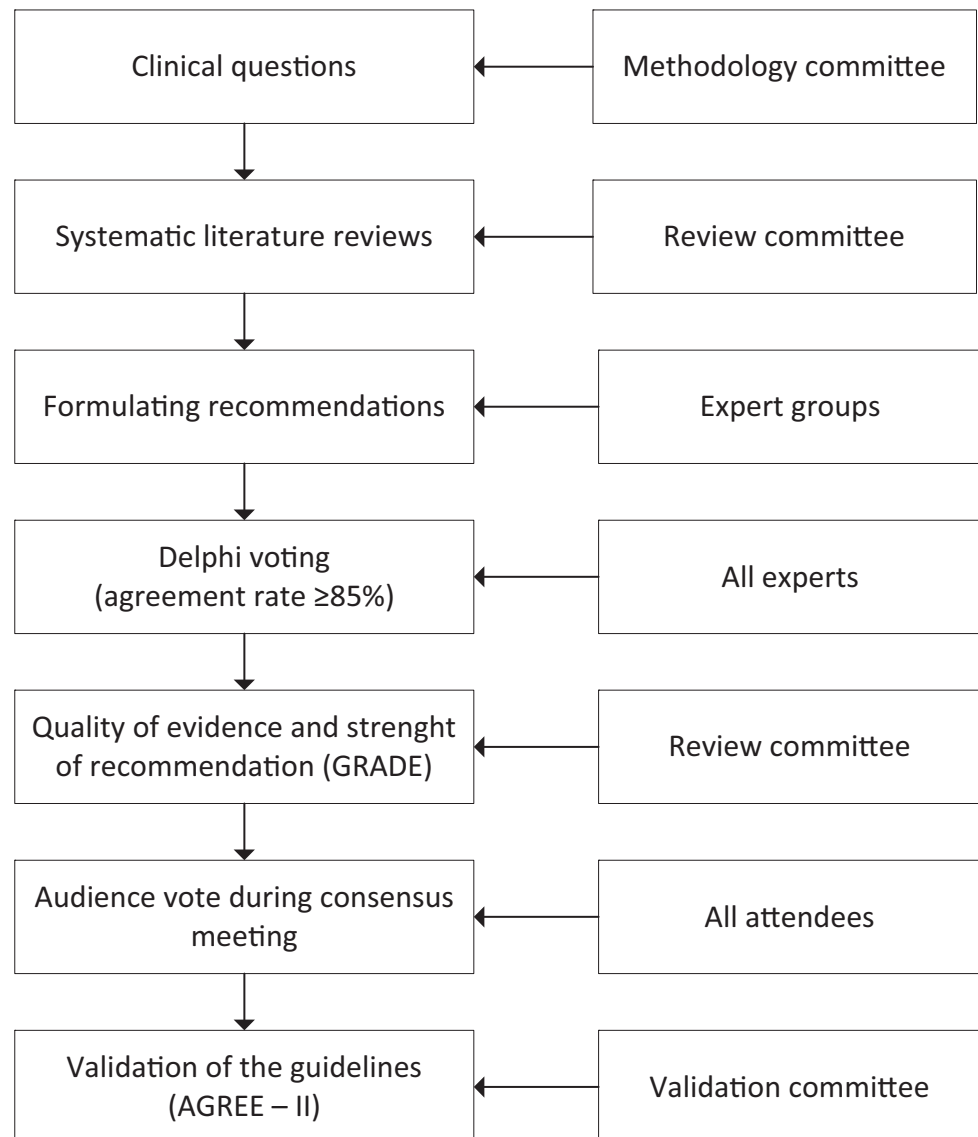 Clinical questions
Methodology committee
Systematic literature reviews
Review committee
Formulating recommendations
Expert groups
Delphi voting
(agreement rate ≥85%)
All experts
Quality of evidence and strenght
of recommendation (GRADE)
Review committee
Audience vote during consensus
meeting
All attendees
Validation of the guidelines
(AGREE – II)
Validation committee